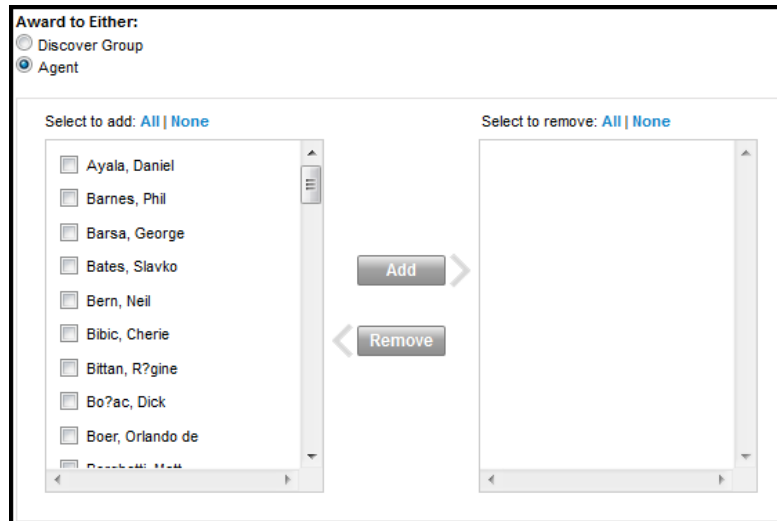 Award to Either:
Discover Group
Agent
Select to add: All | None
Select to remove: All | None
Ayala, Daniel
Barnes, Phil
Barsa, George
Bates, Slavko
Bern, Neil
Bibic, Cherie
Bittan, R?gine
Bo?ac, Dick
Boer, Orlando de
Add
Remove